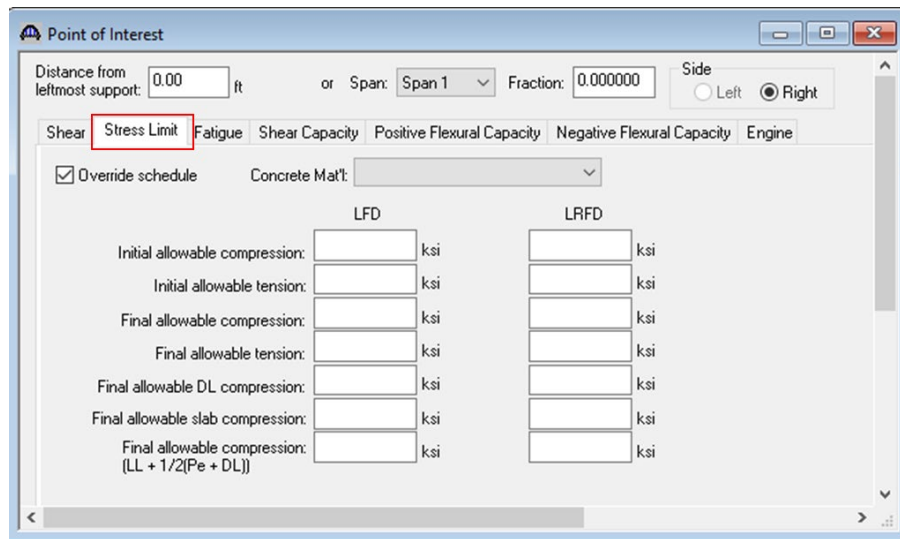 Point of Interest
Distance from
leftmost support: 0.00 ft or Span: Span 1 Fraction: 0.000000 Side
Left Right
Shear Stress Limit Fatigue Shear Capacity Positive Flexural Capacity Negative Flexural Capacity Engine
Override schedule Concrete Mat'l:
LFD LRFD
Initial allowable compression: ksi ksi
Initial allowable tension: ksi ksi
Final allowable compression: ksi ksi
Final allowable tension: ksi ksi
Final allowable DL compression: ksi ksi
Final allowable slab compression: ksi ksi
Final allowable compression: ksi ksi
(LL + 1/2(Pe + DL))